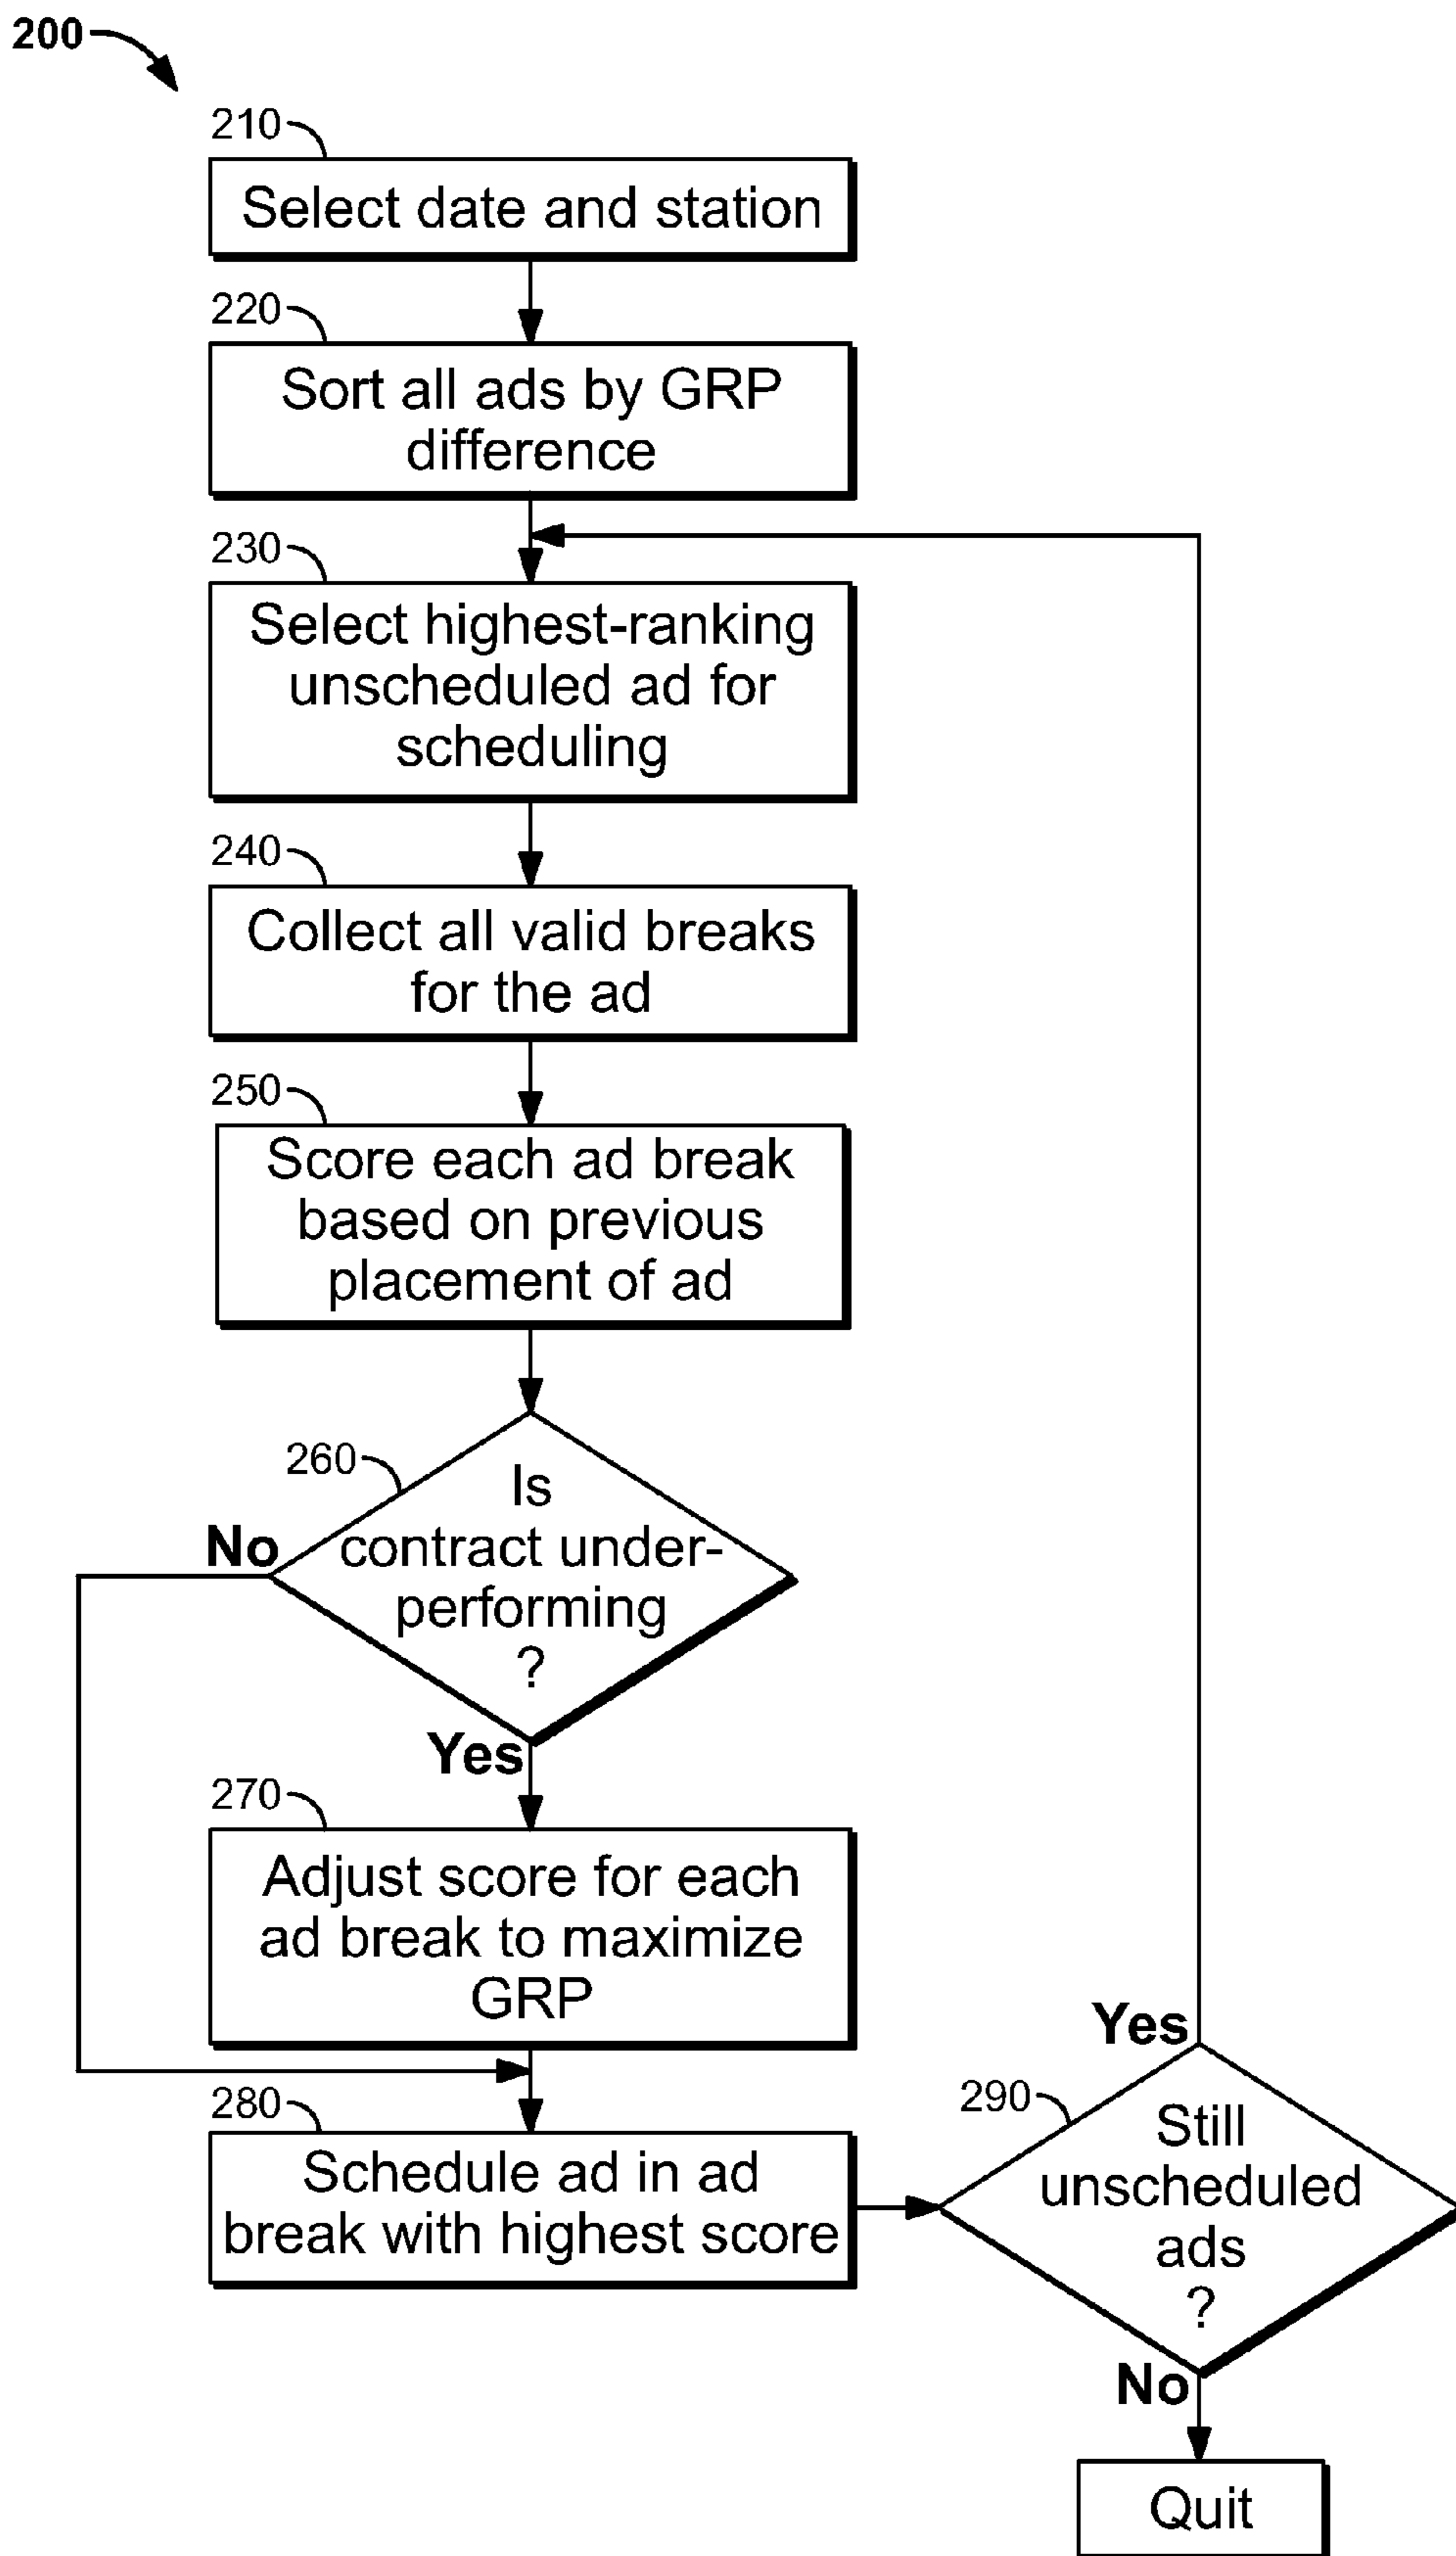 200
210
Select date and station
220
Sort all ads by GRP
difference
230
Select highest-ranking
unscheduled ad for
scheduling
240
Collect all valid breaks
for the ad
250
Score each ad break
based on previous
placement of ad
260
Is
contract under-
performing
?
No
Yes
270
Adjust score for each
ad break to maximize
GRP
280
Schedule ad in ad
break with highest score
290
Still
unscheduled
ads
?
Yes
No
Quit